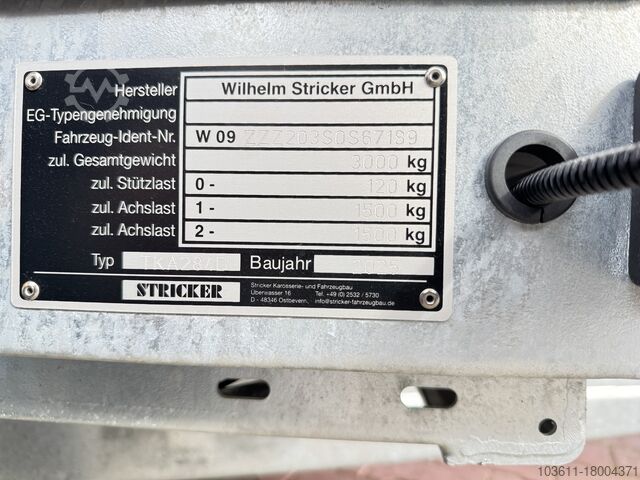 Hersteller Wilhelm Stricker GmbH
EG-Typengenehmigung
Fahrzeug-Ident-Nr. W 09 ZZZ203S0S671S9
zul. Gesamtgewicht 3000 kg
zul. Stützlast 0 - 120 kg
zul. Achslast 1 - 1500 kg
zul. Achslast 2 - 1500 kg
Typ Baujahr
STRICKER
Stricker Karosserie- und Fahrzeugbau
Überwasser 16 Tel. +49 (0) 2532 / 5730
D - 48346 Ostbevern. info@stricker-fahrzeugbau.de
103611-18004371